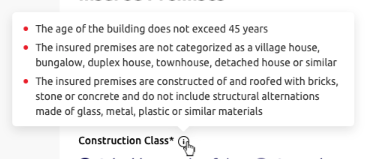 The age of the building does not exceed 45 years
The insured premises are not categorized as a village house,
bungalow, duplex house, townhouse, detached house or similar
The insured premises are constructed of and roofed with bricks,
stone or concrete and do not include structural alternations
made of glass, metal, plastic or similar materials
Construction Class*